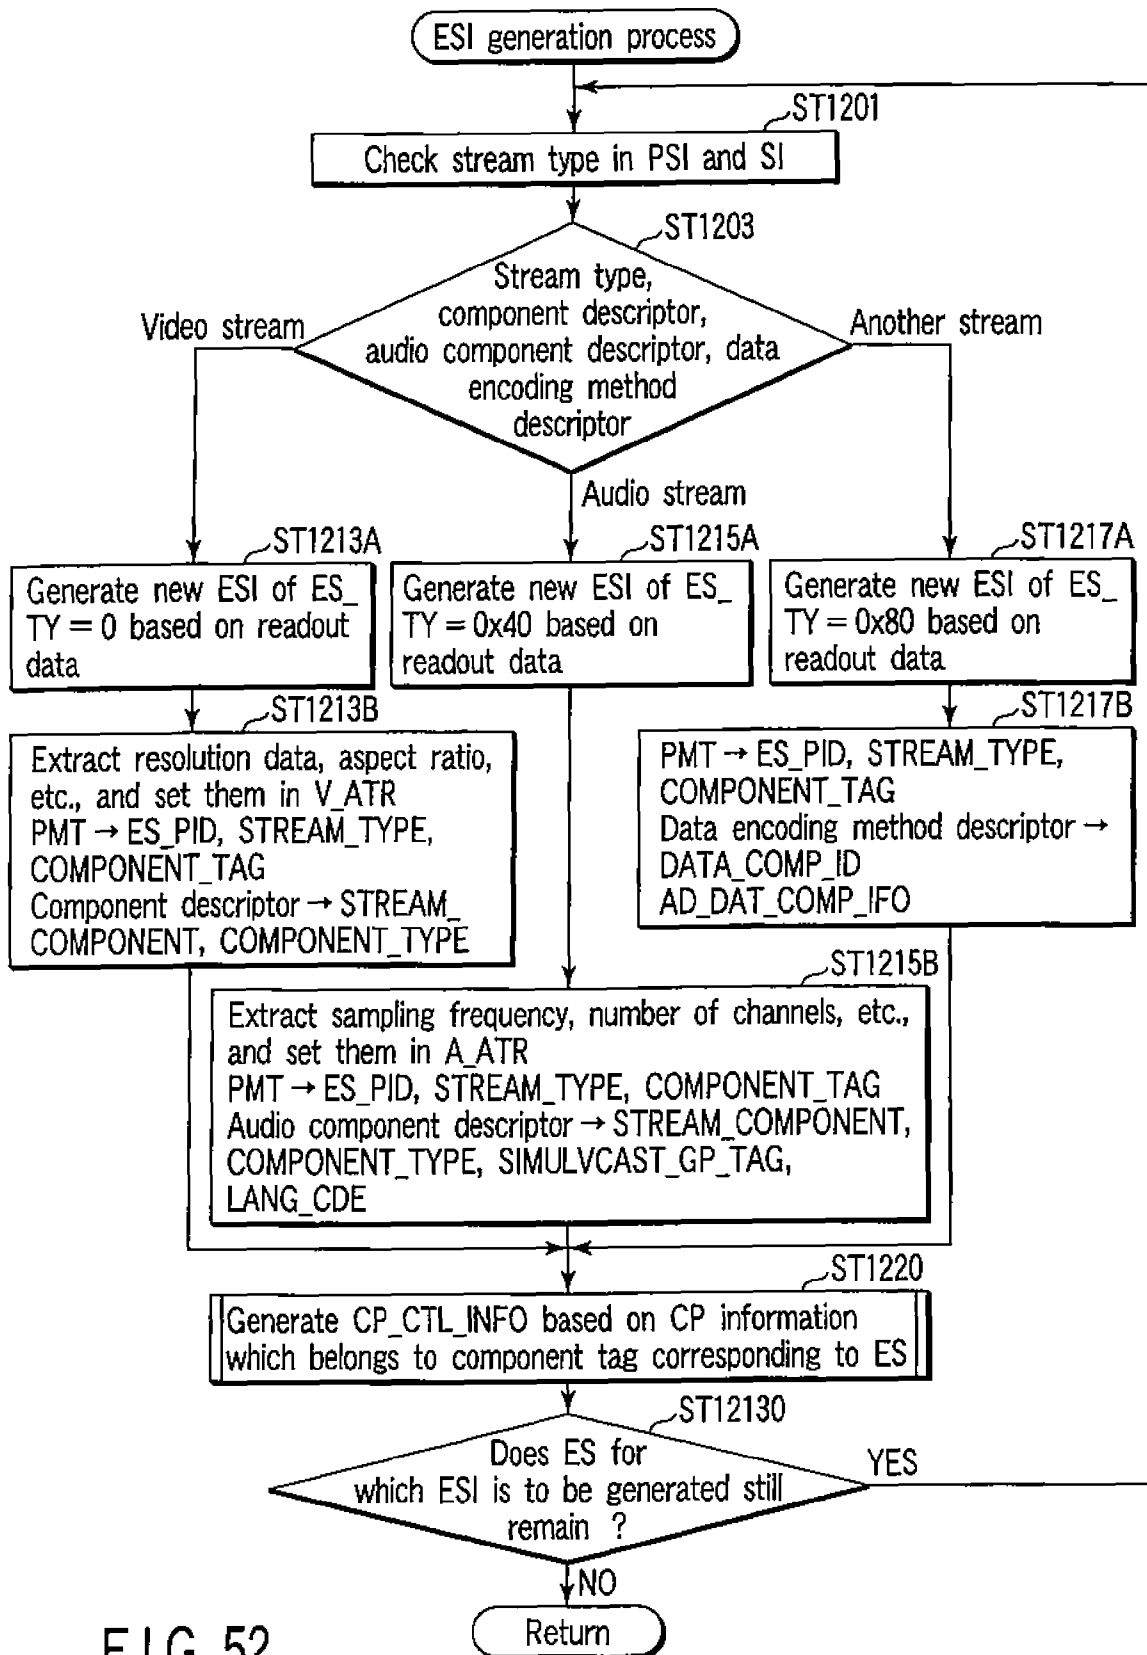 ESI generation process
ST1201
Check stream type in PSI and SI
ST1203
Stream type,
component descriptor,
audio component descriptor, data
encoding method
descriptor
Video stream
Another stream
Audio stream
ST1213A
Generate new ESI of ES_
TY = 0 based on readout
data
ST1215A
Generate new ESI of ES_
TY = 0x40 based on
readout data
ST1217A
Generate new ESI of ES_
TY = 0x80 based on
readout data
ST1213B
Extract resolution data, aspect ratio,
etc., and set them in V_ATR
PMT → ES_PID, STREAM_TYPE,
COMPONENT_TAG
Component descriptor → STREAM_
COMPONENT, COMPONENT_TYPE
ST1217B
PMT → ES_PID, STREAM_TYPE,
COMPONENT_TAG
Data encoding method descriptor →
DATA_COMP_ID
AD_DAT_COMP_IFO
ST1215B
Extract sampling frequency, number of channels, etc.,
and set them in A_ATR
PMT → ES_PID, STREAM_TYPE, COMPONENT_TAG
Audio component descriptor → STREAM_COMPONENT,
COMPONENT_TYPE, SIMULVCAST_GP_TAG,
LANG_CDE
ST1220
Generate CP_CTL_INFO based on CP information
which belongs to component tag corresponding to ES
ST12130
Does ES for
which ESI is to be generated still
remain ?
YES
NO
Return
FIG. 52